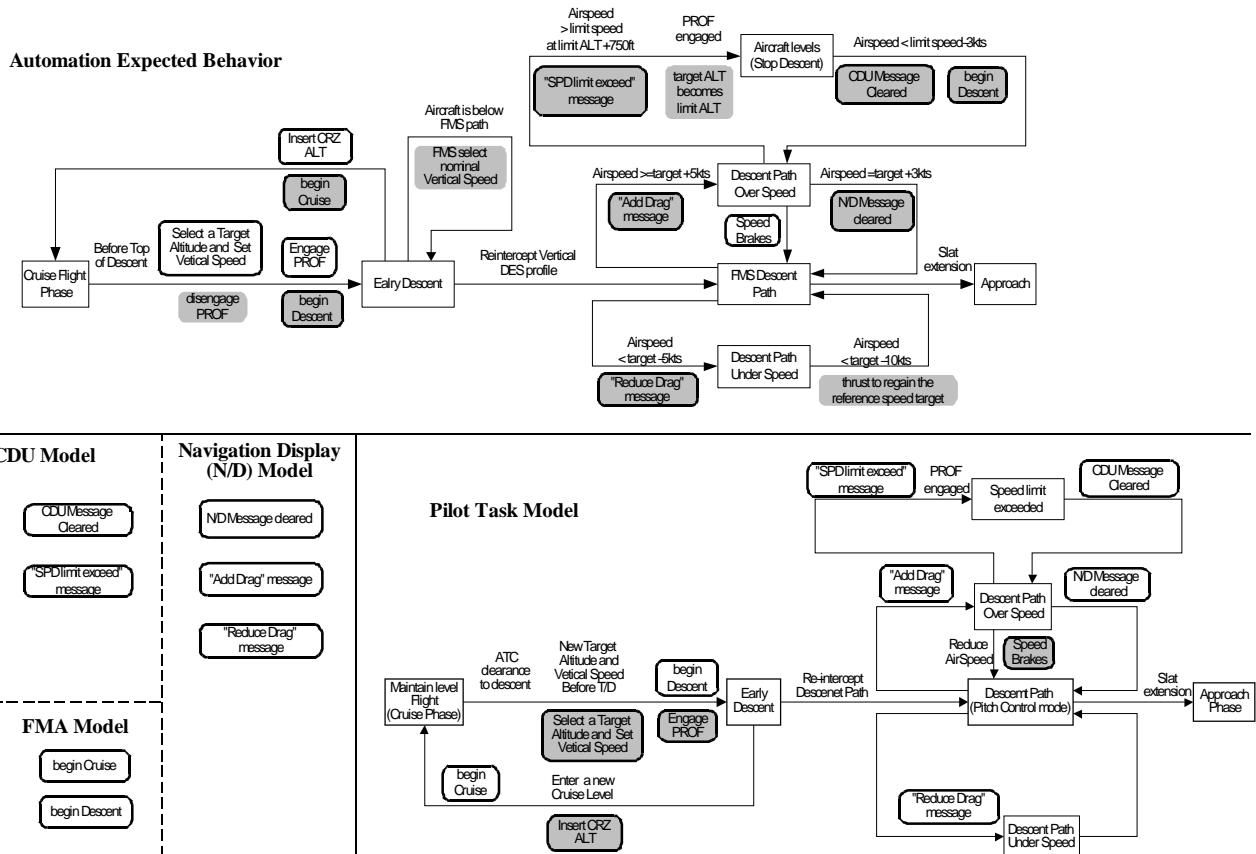 Automation Expected Behavior
Airspeed
> limit speed
at limit ALT +750ft
PROF
engaged
Aircraft levels
(Stop Descent)
Airspeed < limit speed-3kts
"SPD limit exceed"
message
target ALT
becomes
limit ALT
CDU Message
Cleared
begin
Descent
Aircraft is below
FMS path
FMS select
nominal
Vertical Speed
Insert CRZ
ALT
begin
Cruise
Airspeed >=target +5kts
Descent Path
Over Speed
Airspeed =target +3kts
"Add Drag"
message
Speed
Brakes
N/D Message
cleared
Before Top
of Descent
Select a Target
Altitude and Set
Vetical Speed
Engage
PROF
Cruise Flight
Phase
disengage
PROF
begin
Descent
Ealry Descent
Reintercept Vertical
DES profile
FMS Descent
Path
Slat
extension
Approach
Airspeed
< target -5kts
Descent Path
Under Speed
Airspeed
< target -10kts
"Reduce Drag"
message
thrust to regain the
reference speed target
CDU Model
CDU Message
Cleared
"SPD limit exceed"
message
Navigation Display
(N/D) Model
N/D Message cleared
"Add Drag" message
"Reduce Drag"
message
FMA Model
begin Cruise
begin Descent
Pilot Task Model
"SPD limit exceed"
message
PROF
engaged
Speed limit
exceeded
CDU Message
Cleared
"Add Drag"
message
Descent Path
Over Speed
N/D Message
cleared
Reduce
AirSpeed
Speed
Brakes
ATC
clearance
to descent
New Target
Altitude and
Vertical Speed
Before T/D
begin
Descent
Maintain level
Flight
(Cruise Phase)
Select a Target
Altitude and Set
Vetical Speed
Engage
PROF
Early
Descent
Re-intercept
Descenet Path
Descent Path
(Pitch Control mode)
Slat
extension
Approach
Phase
begin
Cruise
Enter a new
Cruise Level
Insert CRZ
ALT
"Reduce Drag"
message
Descent Path
Under Speed